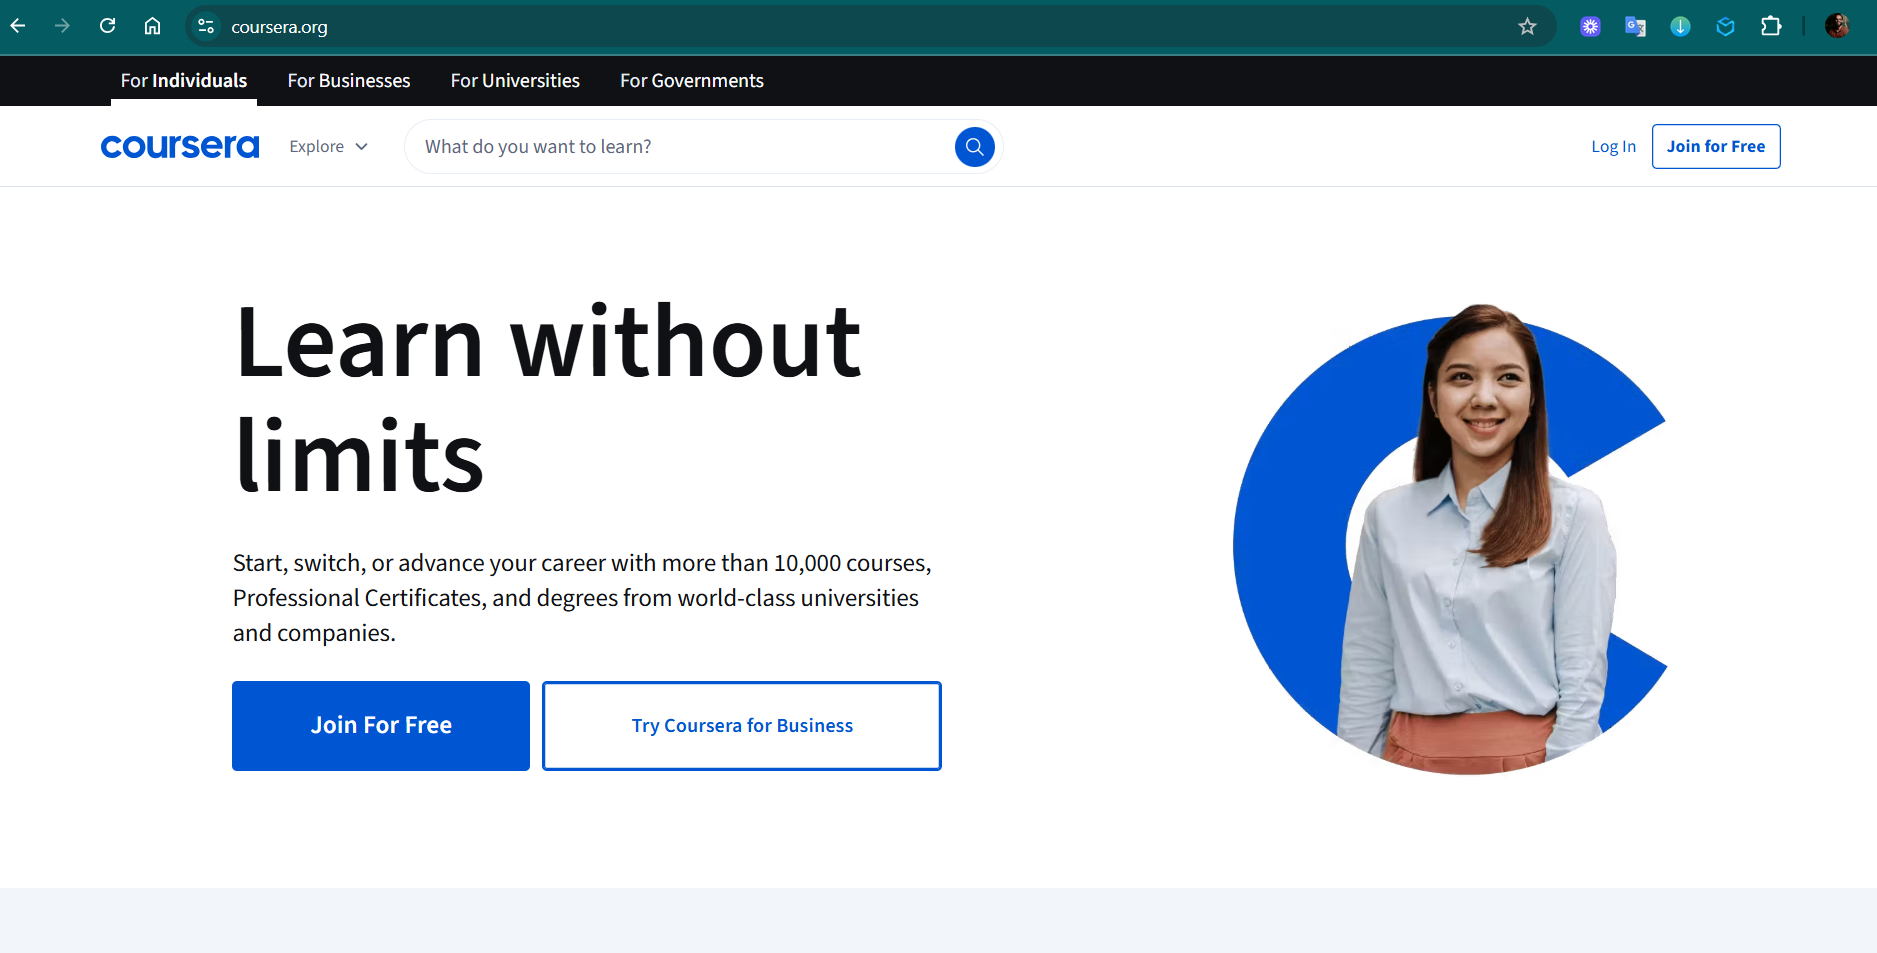 coursera.org
For Individuals
For Businesses
For Universities
For Governments
coursera
Explore
What do you want to learn?
Log In
Join for Free
Learn without
limits
Start, switch, or advance your career with more than 10,000 courses,
Professional Certificates, and degrees from world-class universities
and companies.
Join For Free
Try Coursera for Business